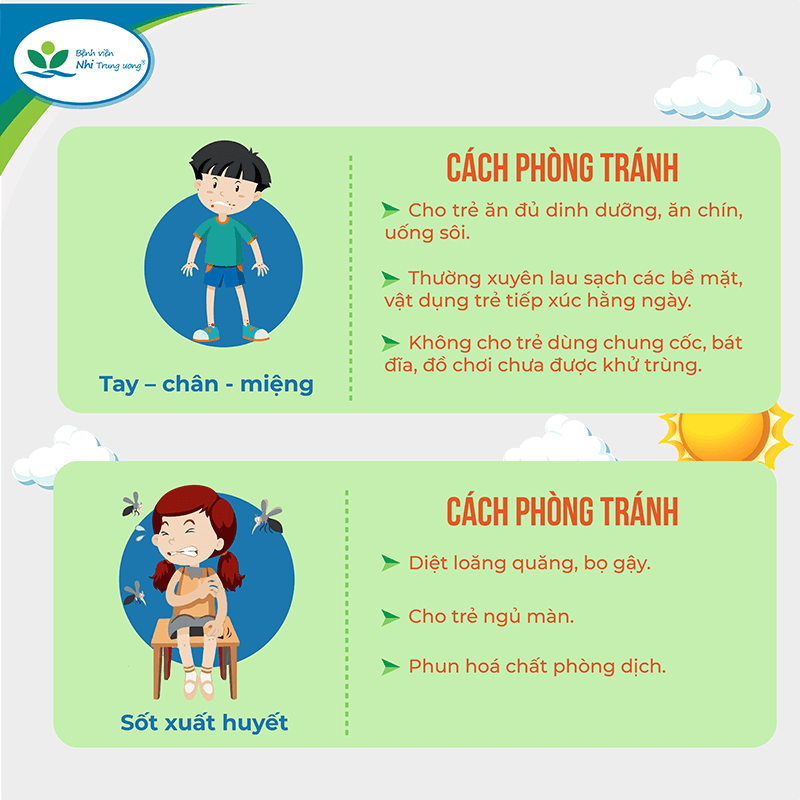 Bệnh viện
Nhi Trung ương®
CÁCH PHÒNG TRÁNH
Cho trẻ ăn đủ dinh dưỡng, ăn chín,
uống sôi.
Thường xuyên lau sạch các bề mặt,
vật dụng trẻ tiếp xúc hằng ngày.
Không cho trẻ dùng chung cốc, bát
đĩa, đồ chơi chưa được khử trùng.
Tay – chân - miệng
CÁCH PHÒNG TRÁNH
Diệt loăng quăng, bọ gậy.
Cho trẻ ngủ màn.
Phun hoá chất phòng dịch.
Sốt xuất huyết